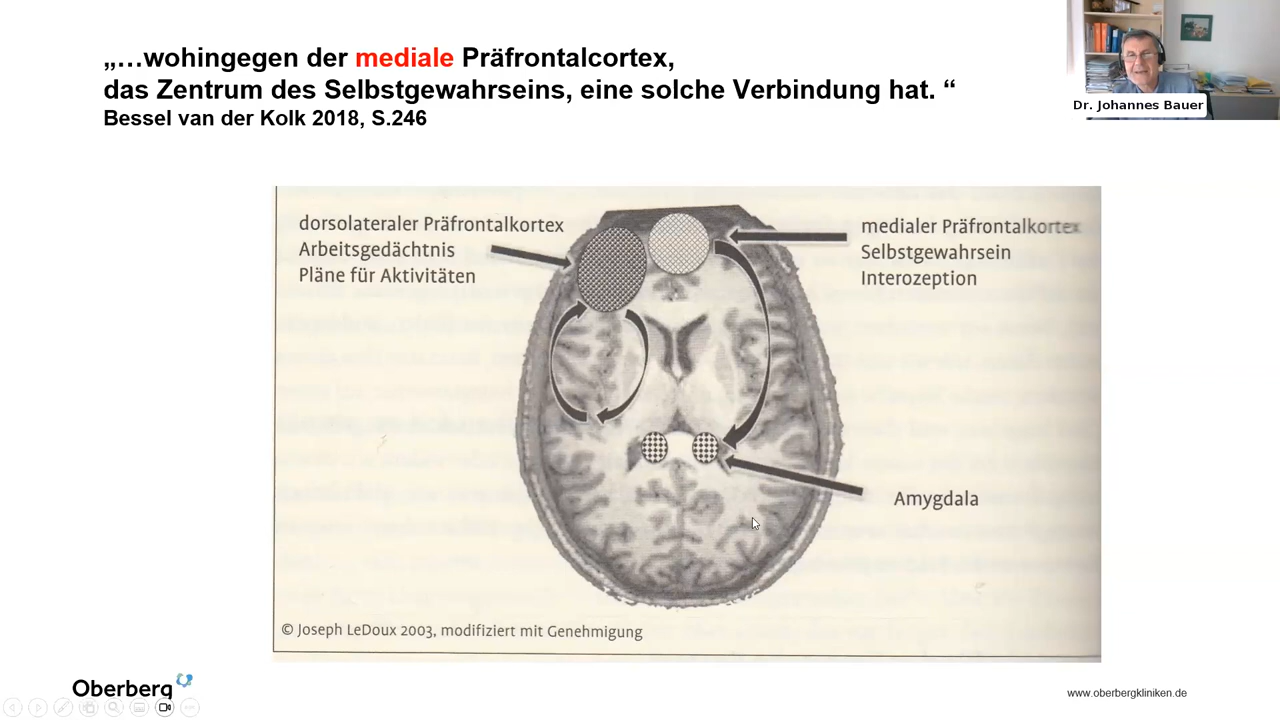 „…wohingegen der mediale Präfrontalcortex,
das Zentrum des Selbstgewahrseins, eine solche Verbindung hat. “
Bessel van der Kolk 2018, S.246
Dr. Johannes Bauer
dorsolateraler Präfrontalkortex
Arbeitsgedächtnis
Pläne für Aktivitäten
medialer Präfrontalkortex
Selbstgewahrsein
Interozeption
Amygdala
© Joseph LeDoux 2003, modifiziert mit Genehmigung
Oberberg
www.oberbergkliniken.de